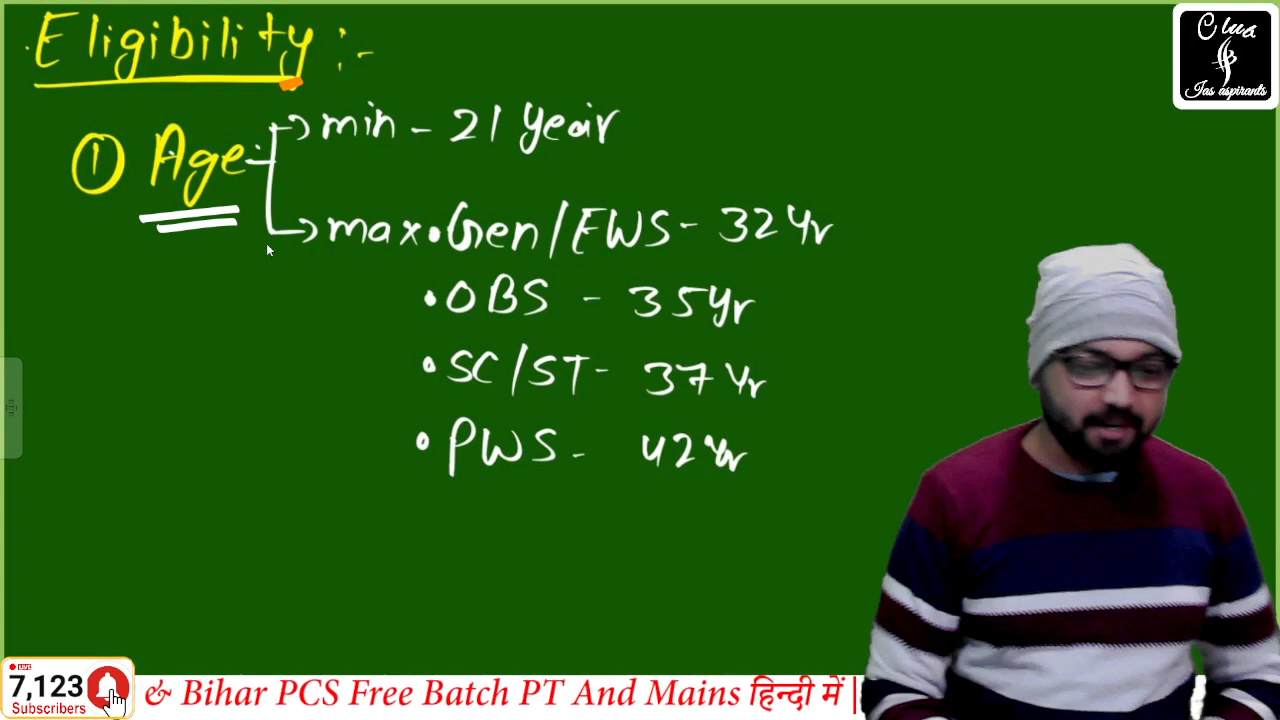 Eligibility :-
① Age → min - 21 year
→ max • Gen/EWS - 32 Yr
• OBS - 35 yr
• SC/ST - 37 Yr
• PWS - 42 Yr
Clua
Ias aspirants
LIVE
7,123
Subscribers
& Bihar PCS Free Batch PT And Mains हिन्दी में |